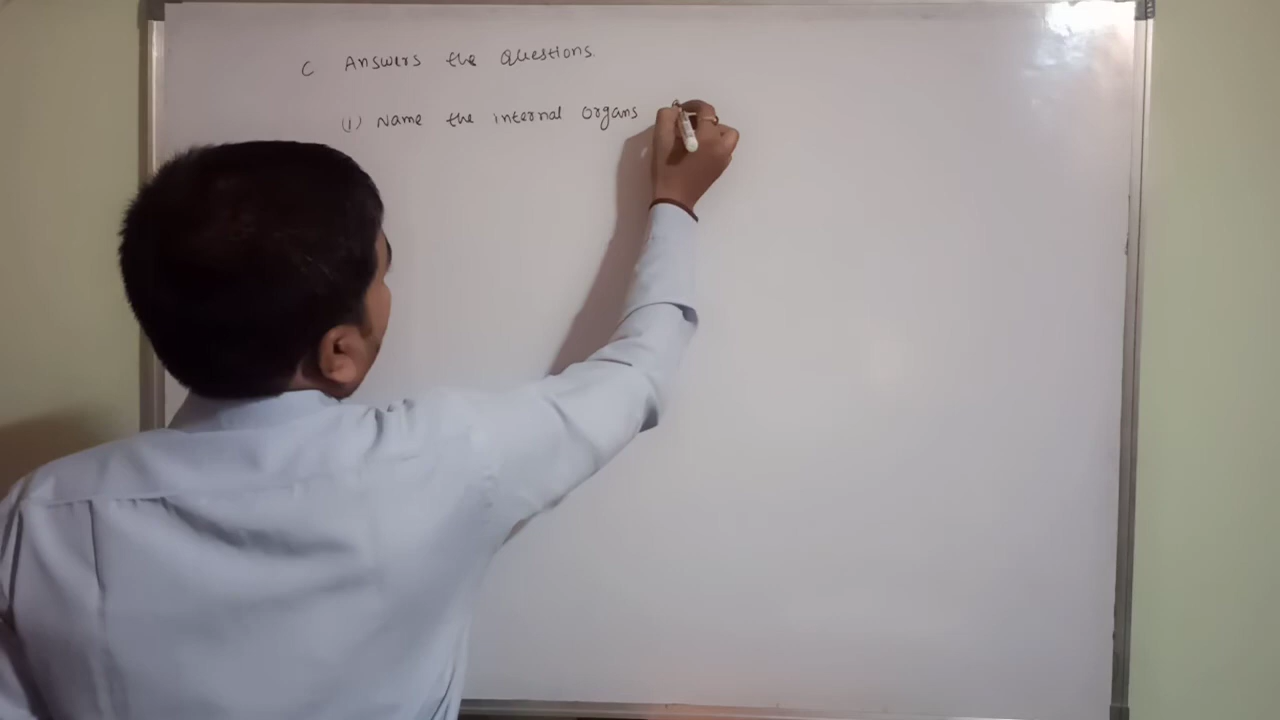 C Answers the Questions.
(1) Name the internal organs